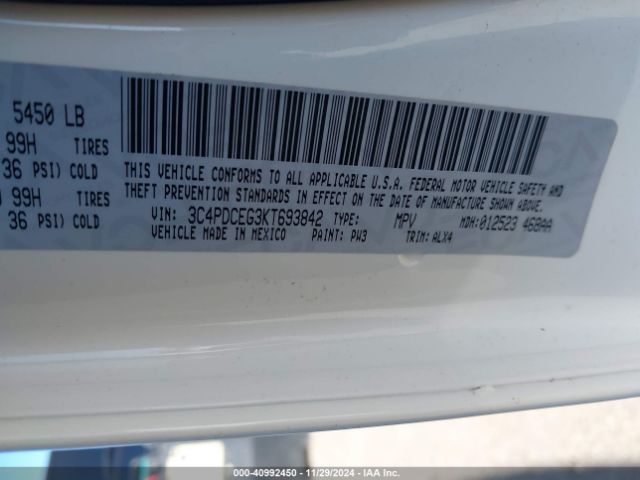 5450 LB
99H TIRES
36 PSI) COLD
99H TIRES
36 PSI) COLD
THIS VEHICLE CONFORMS TO ALL APPLICABLE U.S.A. FEDERAL MOTOR VEHICLE SAFETY AND
THEFT PREVENTION STANDARDS IN EFFECT ON THE DATE OF MANUFACTURE SHOWN ABOVE.
VIN: 3C4PDCEG3KT693842 TYPE: MPV MDH:012523 468AA
VEHICLE MADE IN MEXICO PAINT: PW3 TRIM: ALX4
000-40992450 - 11/29/2024 - IAA Inc.